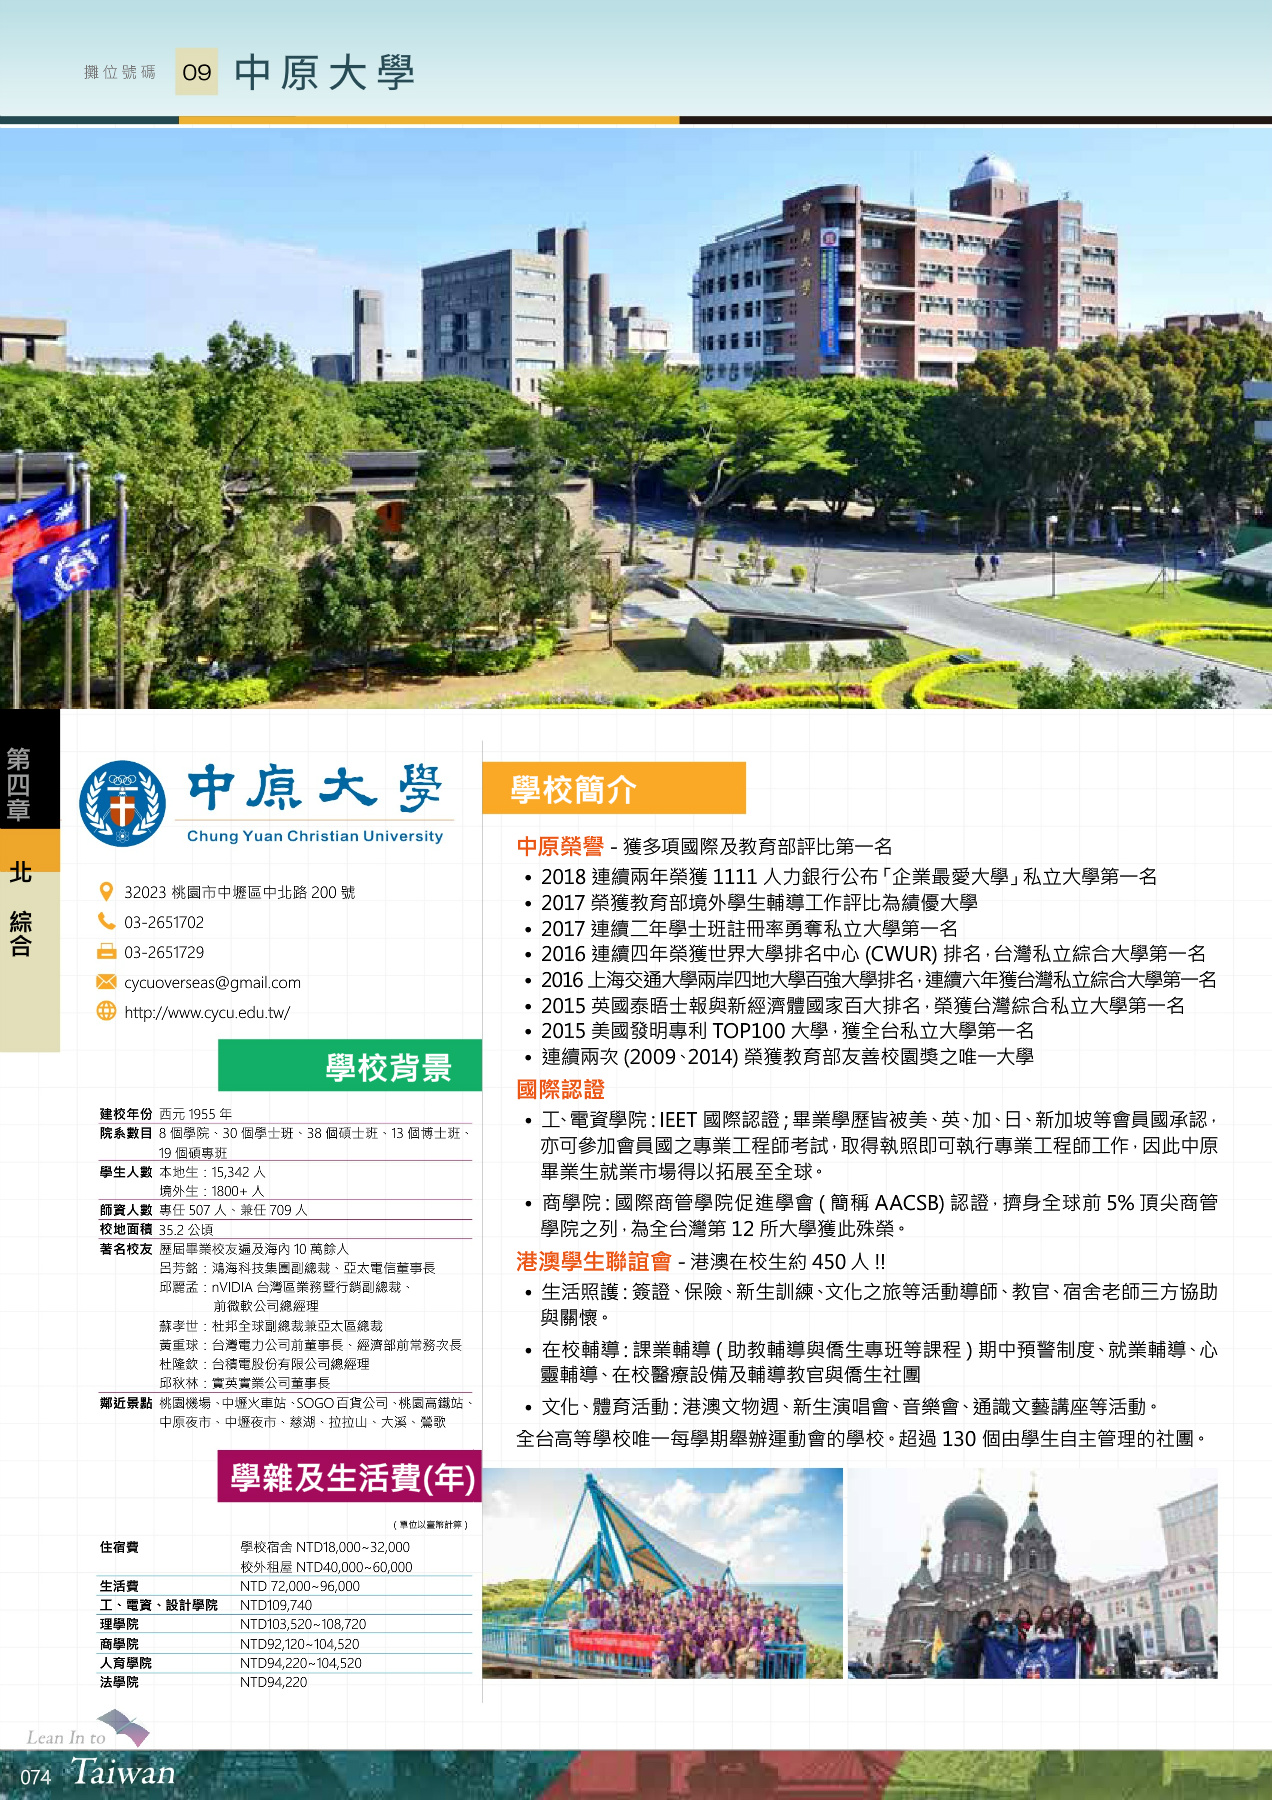 攤位號碼 09 中原大學
中原大學
第四章
北 綜合
中原大學
Chung Yuan Christian University
32023 桃園市中壢區中北路 200 號
03-2651702
03-2651729
cycuoverseas@gmail.com
http://www.cycu.edu.tw/
學校背景
建校年份 西元 1955 年
院系數目 8 個學院、30 個學士班、38 個碩士班、13 個博士班、
19 個碩專班
學生人數 本地生：15,342 人
境外生：1800+ 人
師資人數 專任 507 人、兼任 709 人
校地面積 35.2 公頃
著名校友 歷屆畢業校友遍及海內 10 萬餘人
呂芳銘：鴻海科技集團副總裁、亞太電信董事長
邱麗孟：nVIDIA 台灣區業務暨行銷副總裁、
前微軟公司總經理
蘇孝世：杜邦全球副總裁兼亞太區總裁
黃重球：台灣電力公司前董事長、經濟部前常務次長
杜隆欽：台積電股份有限公司總經理
邱秋林：寶英實業公司董事長
鄰近景點 桃園機場、中壢火車站、SOGO百貨公司、桃園高鐵站、
中原夜市、中壢夜市、慈湖、拉拉山、大溪、鶯歌
學雜及生活費(年)
( 單位以臺幣計算 )
住宿費 學校宿舍 NTD18,000~32,000
校外租屋 NTD40,000~60,000
生活費 NTD 72,000~96,000
工、電資、設計學院 NTD109,740
理學院 NTD103,520~108,720
商學院 NTD92,120~104,520
人育學院 NTD94,220~104,520
法學院 NTD94,220
學校簡介
中原榮譽 - 獲多項國際及教育部評比第一名
• 2018 連續兩年榮獲 1111 人力銀行公布「企業最愛大學」私立大學第一名
• 2017 榮獲教育部境外學生輔導工作評比為績優大學
• 2017 連續二年學士班註冊率勇奪私立大學第一名
• 2016 連續四年榮獲世界大學排名中心 (CWUR) 排名，台灣私立綜合大學第一名
• 2016 上海交通大學兩岸四地大學百強大學排名，連續六年獲台灣私立綜合大學第一名
• 2015 英國泰晤士報與新經濟體國家百大排名，榮獲台灣綜合私立大學第一名
• 2015 美國發明專利 TOP100 大學，獲全台私立大學第一名
• 連續兩次 (2009、2014) 榮獲教育部友善校園獎之唯一大學
國際認證
• 工、電資學院：IEET 國際認證；畢業學歷皆被美、英、加、日、新加坡等會員國承認，
亦可參加會員國之專業工程師考試，取得執照即可執行專業工程師工作，因此中原
畢業生就業市場得以拓展至全球。
• 商學院：國際商管學院促進學會 ( 簡稱 AACSB) 認證，擠身全球前 5% 頂尖商管
學院之列，為全台灣第 12 所大學獲此殊榮。
港澳學生聯誼會 - 港澳在校生約 450 人 !!
• 生活照護：簽證、保險、新生訓練、文化之旅等活動導師、教官、宿舍老師三方協助
與關懷。
• 在校輔導：課業輔導 ( 助教輔導與僑生專班等課程 ) 期中預警制度、就業輔導、心
靈輔導、在校醫療設備及輔導教官與僑生社團
• 文化、體育活動：港澳文物週、新生演唱會、音樂會、通識文藝講座等活動。
全台高等學校唯一每學期舉辦運動會的學校。超過 130 個由學生自主管理的社團。
Lean In to
074 Taiwan